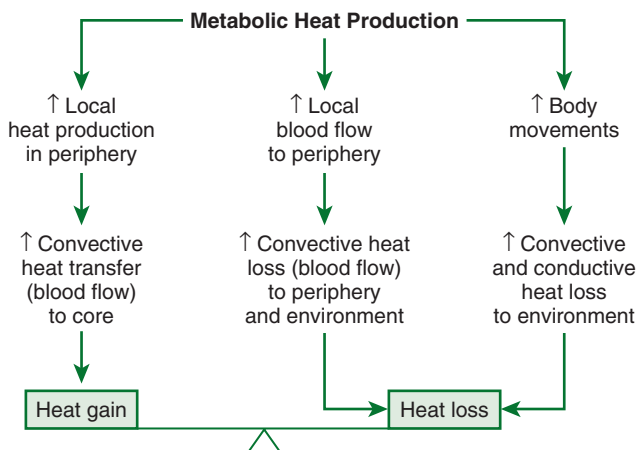 Metabolic Heat Production
↑ Local
heat production
in periphery
↑ Local
blood flow
to periphery
↑ Body
movements
↑ Convective
heat transfer
(blood flow)
to core
↑ Convective heat
loss (blood flow)
to periphery
and environment
↑ Convective
and conductive
heat loss
to environment
Heat gain
Heat loss